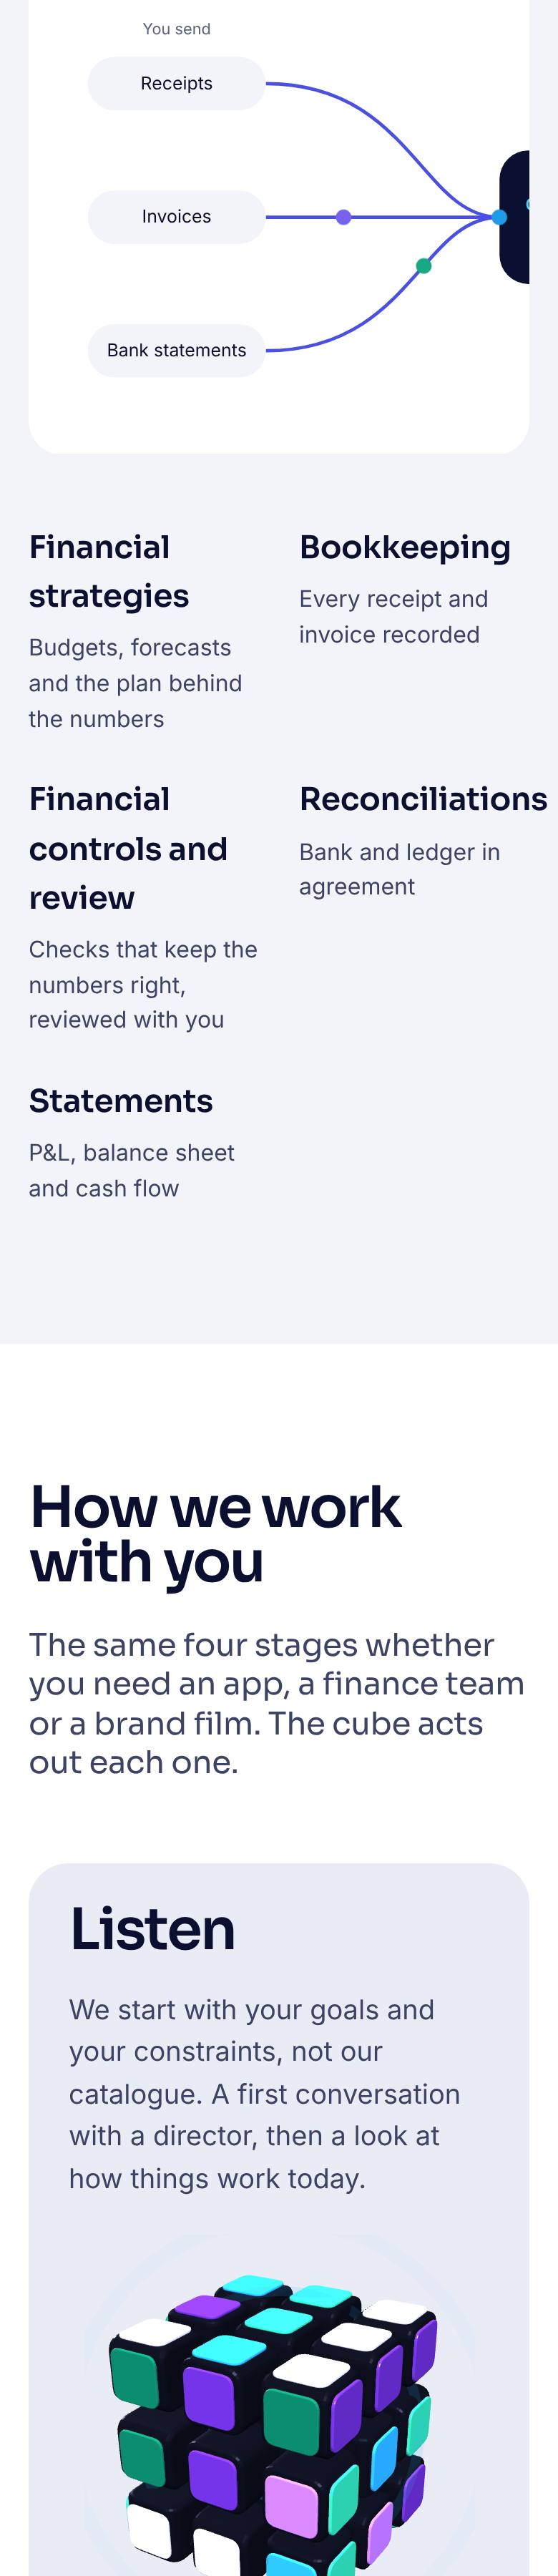 You send
Receipts
Invoices
Bank statements
Financial
strategies
Budgets, forecasts
and the plan behind
the numbers
Bookkeeping
Every receipt and
invoice recorded
Financial
controls and
review
Checks that keep the
numbers right,
reviewed with you
Reconciliations
Bank and ledger in
agreement
Statements
P&L, balance sheet
and cash flow
How we work
with you
The same four stages whether
you need an app, a finance team
or a brand film. The cube acts
out each one.
Listen
We start with your goals and
your constraints, not our
catalogue. A first conversation
with a director, then a look at
how things work today.